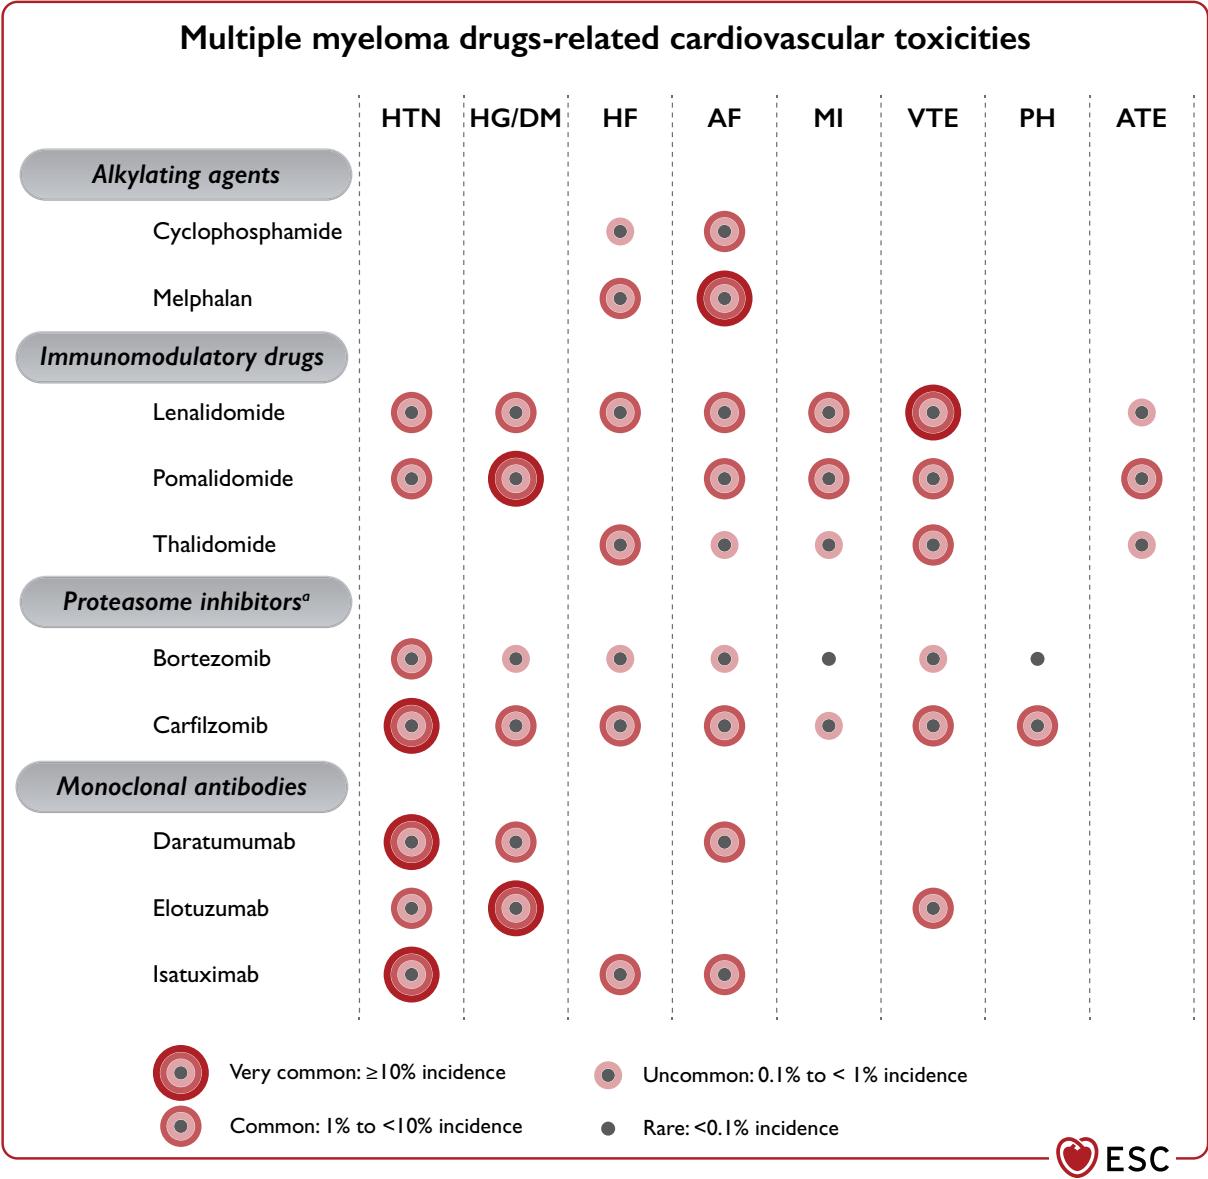 Multiple myeloma drugs-related cardiovascular toxicities
HTN HG/DM HF AF MI VTE PH ATE
Alkylating agents
Cyclophosphamide
Melphalan
Immunomodulatory drugs
Lenalidomide
Pomalidomide
Thalidomide
Proteasome inhibitorsᵃ
Bortezomib
Carfilzomib
Monoclonal antibodies
Daratumumab
Elotuzumab
Isatuximab
Very common: ≥10% incidence
Uncommon: 0.1% to < 1% incidence
Common: 1% to <10% incidence
Rare: <0.1% incidence
ESC